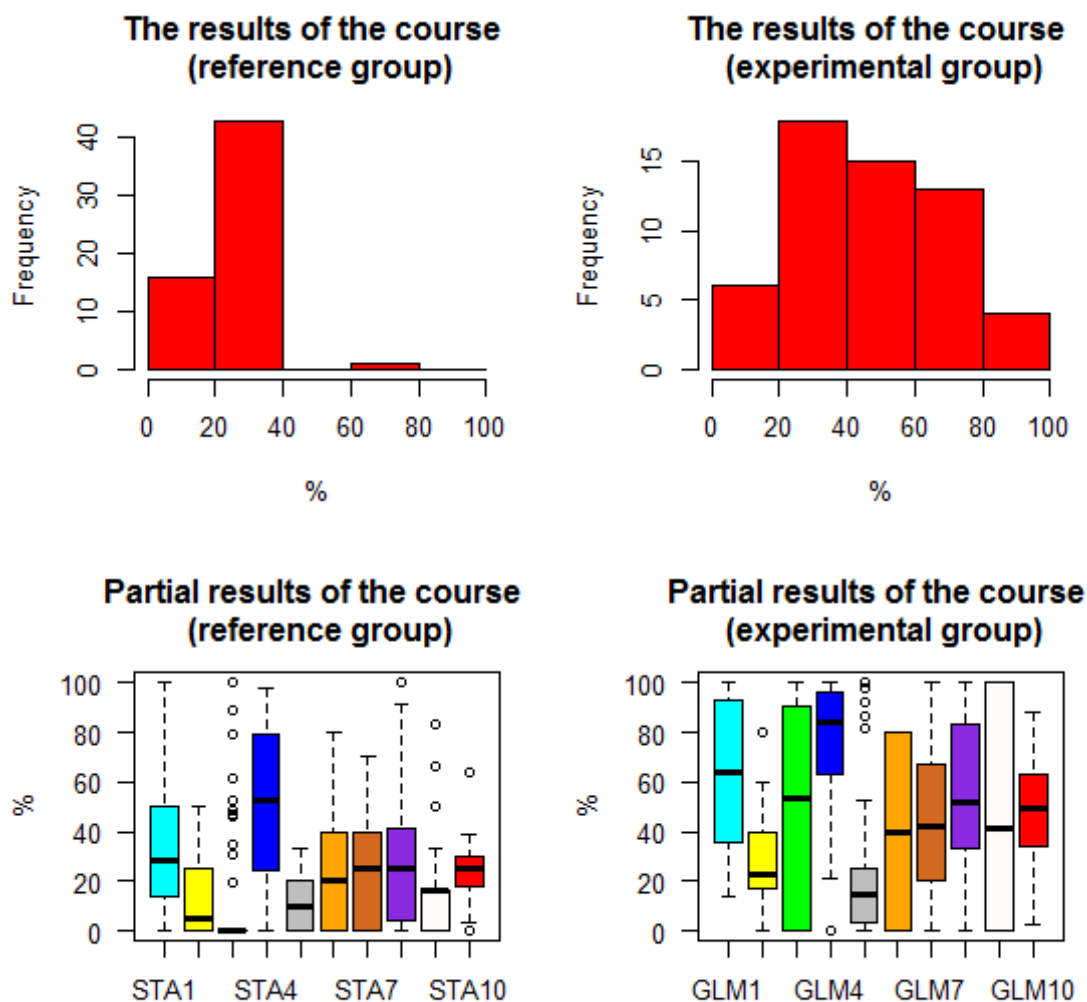 The results of the course
(reference group)
Frequency
0 10 20 30 40
0 20 40 60 80 100
%
The results of the course
(experimental group)
Frequency
0 5 10 15
0 20 40 60 80 100
%
Partial results of the course
(reference group)
%
0 20 40 60 80 100
STA1 STA4 STA7 STA10
Partial results of the course
(experimental group)
%
0 20 40 60 80 100
GLM1 GLM4 GLM7 GLM10